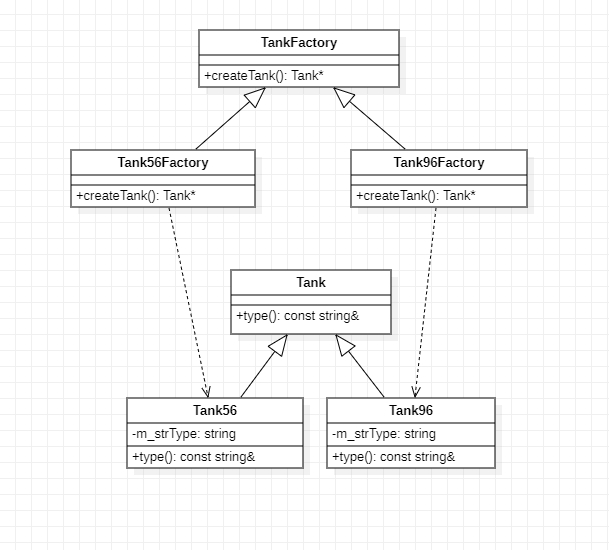 TankFactory
+createTank(): Tank*
Tank56Factory
+createTank(): Tank*
Tank96Factory
+createTank(): Tank*
Tank
+type(): const string&
Tank56
-m_strType: string
+type(): const string&
Tank96
-m_strType: string
+type(): const string&